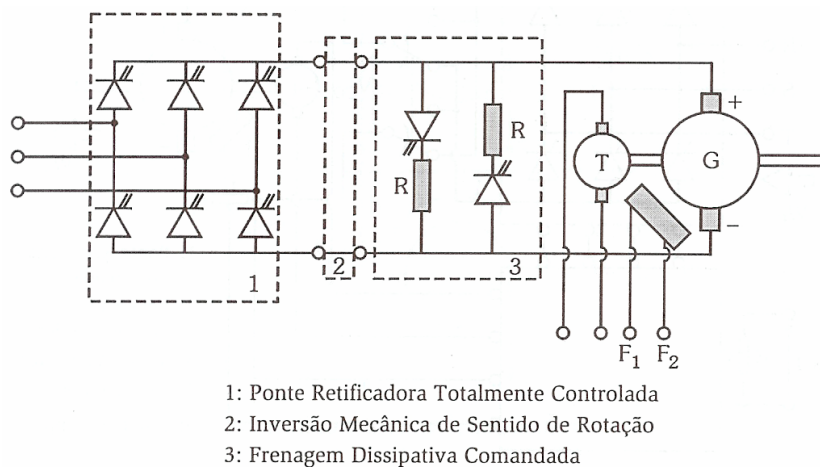 R
R
T
G
+
−
1
2
3
F1
F2
1: Ponte Retificadora Totalmente Controlada
2: Inversão Mecânica de Sentido de Rotação
3: Frenagem Dissipativa Comandada